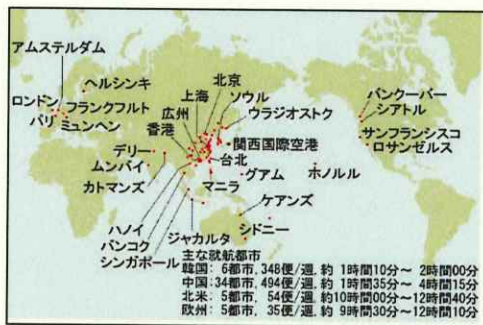 アムステルダム
ヘルシンキ
ロンドン
フランクフルト
パリ
ミュンヘン
上海
北京
ソウル
広州
ウラジオストク
香港
関西国際空港
デリー
台北
ムンバイ
カトマンズ
マニラ
グアム
ホノルル
バンクーバー
シアトル
サンフランシスコ
ロサンゼルス
ケアンズ
ハノイ
バンコク
シンガポール
ジャカルタ
シドニー
主な就航都市
韓国: 6都市, 348便/週, 約 1時間10分～ 2時間00分
中国:34都市, 494便/週, 約 1時間35分～ 4時間15分
北米: 5都市, 54便/週, 約10時間00分～12時間40分
欧州: 5都市, 35便/週, 約 9時間30分～12時間10分